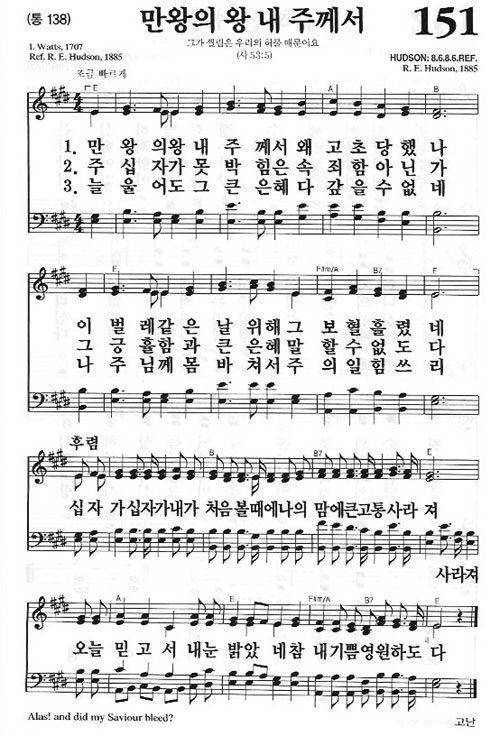 (통 138)
만왕의 왕 내 주께서
151
그가 찔림은 우리의 허물 때문이요
(사 53:5)
I. Watts, 1707
Ref. R. E. Hudson, 1885
HUDSON: 8.6.8.6.REF.
R. E. Hudson, 1885
조금 빠르게
E A E A B
1. 만 왕 의왕 내 주 께서 왜 고 초 당 했 나
2. 주 십 자가 못 박 힘은 속 죄 함 아 닌 가
3. 늘 울 어도 그 큰 은혜 다 갚 을 수 없 네
E F#m/A B7 E
이 벌 레같 은 날 위해 그 보 혈 흘 렸 네
그 긍 휼함 과 큰 은혜 말 할 수 없 도 다
나 주 님께 몸 바 쳐서 주 의 일 힘 쓰 리
후렴
B B7 E
십 자 가 십자가 내가 처음 볼때에 나의 맘에 큰고통 사라 져
사라져
A E F#m/A B7 E
오늘 믿 고 서 내눈 밝았 네 참 내기쁨 영원하도 다
Alas! and did my Saviour bleed?
고난